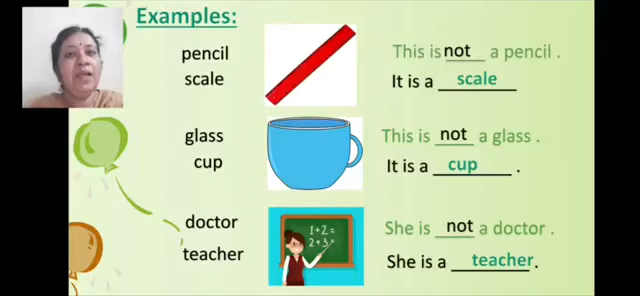 Examples:
pencil
scale
This is not a pencil .
It is a scale
glass
cup
This is not a glass .
It is a cup .
doctor
teacher
1+2=
2+3=
She is not a doctor .
She is a teacher .